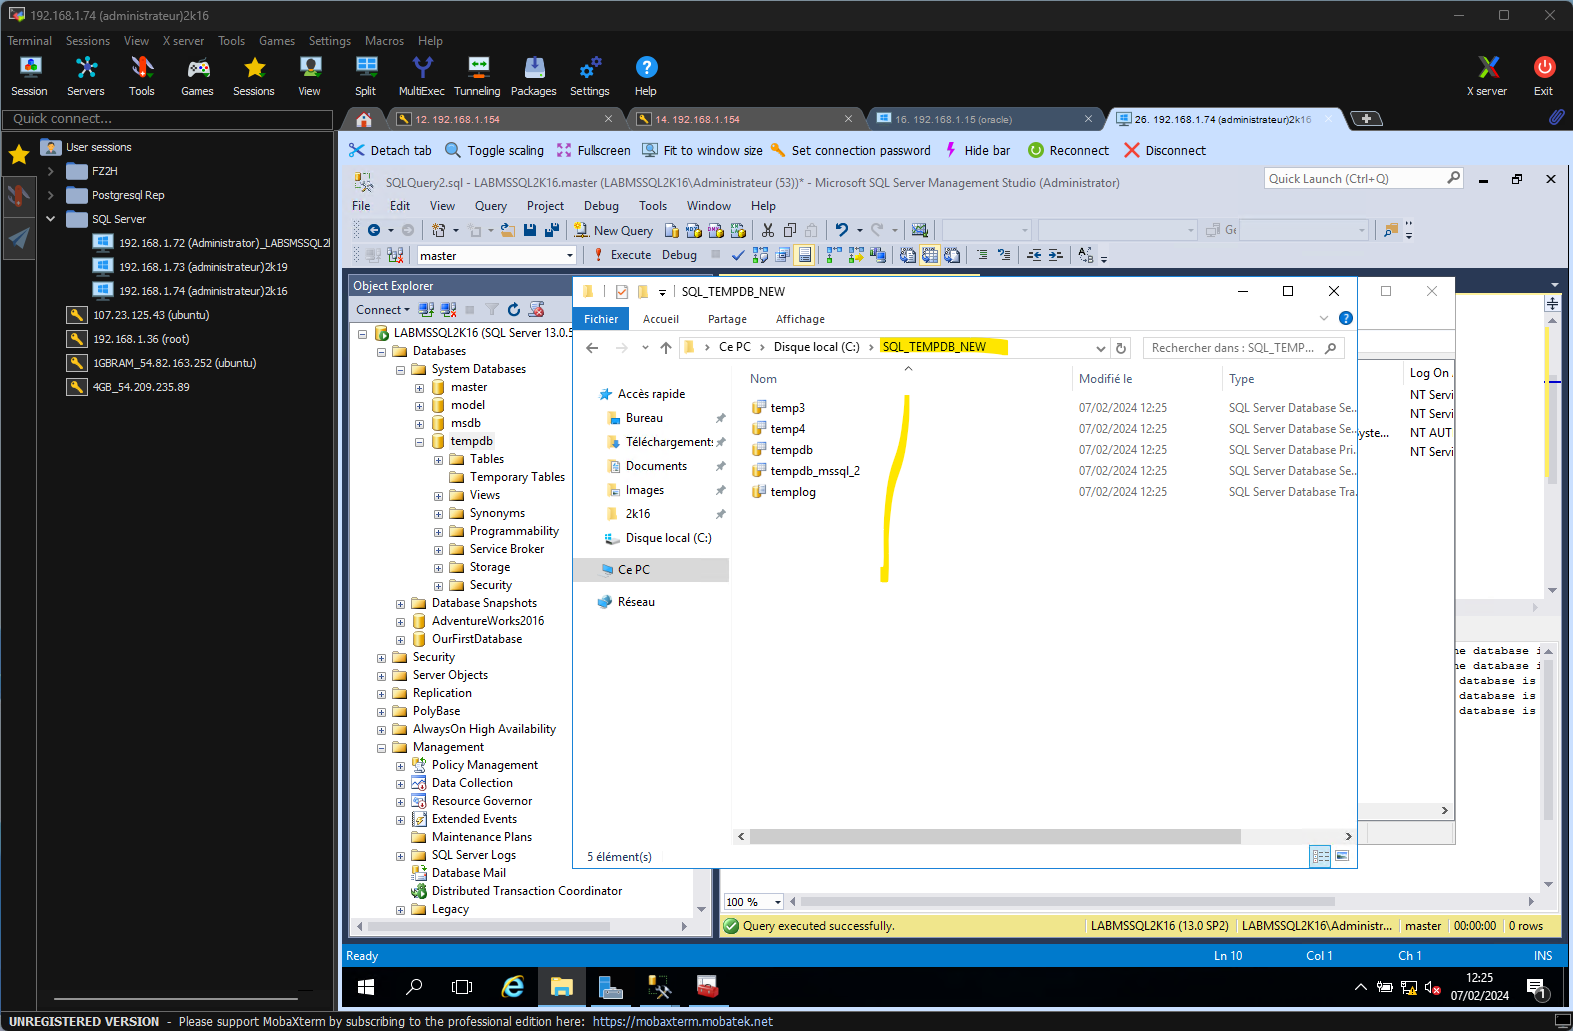 192.168.1.74 (administrateur)2k16
Terminal Sessions View X server Tools Games Settings Macros Help
Session Servers Tools Games Sessions View Split MultiExec Tunneling Packages Settings Help X server Exit
Quick connect...
12. 192.168.1.154
14. 192.168.1.154
16. 192.168.1.15 (oracle)
26. 192.168.1.74 (administrateur)2k16
User sessions
FZ2H
Postgresql Rep
SQL Server
192.168.1.72 (Administrator)_LABSMSSQL2
192.168.1.73 (administrateur)2k19
192.168.1.74 (administrateur)2k16
107.23.125.43 (ubuntu)
192.168.1.36 (root)
1GBRAM_54.82.163.252 (ubuntu)
4GB_54.209.235.89
Detach tab Toggle scaling Fullscreen Fit to window size Set connection password Hide bar Reconnect Disconnect
SQLQuery2.sql - LABMSSQL2K16.master (LABMSSQL2K16\Administrateur (53))* - Microsoft SQL Server Management Studio (Administrator)
Quick Launch (Ctrl+Q)
File Edit View Query Project Debug Tools Window Help
New Query
master
Execute Debug
Object Explorer
Connect
LABMSSQL2K16 (SQL Server 13.0.5
Databases
System Databases
master
model
msdb
tempdb
Tables
Temporary Tables
Views
Synonyms
Programmability
Service Broker
Storage
Security
Database Snapshots
AdventureWorks2016
OurFirstDatabase
Security
Server Objects
Replication
PolyBase
AlwaysOn High Availability
Management
Policy Management
Data Collection
Resource Governor
Extended Events
Maintenance Plans
SQL Server Logs
Database Mail
Distributed Transaction Coordinator
Legacy
SQL_TEMPDB_NEW
Fichier Accueil Partage Affichage
Ce PC Disque local (C:) SQL_TEMPDB_NEW
Rechercher dans : SQL_TEMP...
Accès rapide
Bureau
Téléchargements
Documents
Images
2k16
Disque local (C:)
Ce PC
Réseau
Nom Modifié le Type
temp3 07/02/2024 12:25 SQL Server Database Se...
temp4 07/02/2024 12:25 SQL Server Database Se...
tempdb 07/02/2024 12:25 SQL Server Database Pri...
tempdb_mssql_2 07/02/2024 12:25 SQL Server Database Se...
templog 07/02/2024 12:25 SQL Server Database Tra...
5 élément(s)
Log On
NT Servi
NT Servi
yste... NT AUT
NT Servi
database i
database i
database is
database is
database is
100 %
Query executed successfully. LABMSSQL2K16 (13.0 SP2) LABMSSQL2K16\Administr... master 00:00:00 0 rows
Ready Ln 10 Col 1 Ch 1 INS
12:25
07/02/2024
1
UNREGISTERED VERSION - Please support MobaXterm by subscribing to the professional edition here: https://mobaxterm.mobatek.net